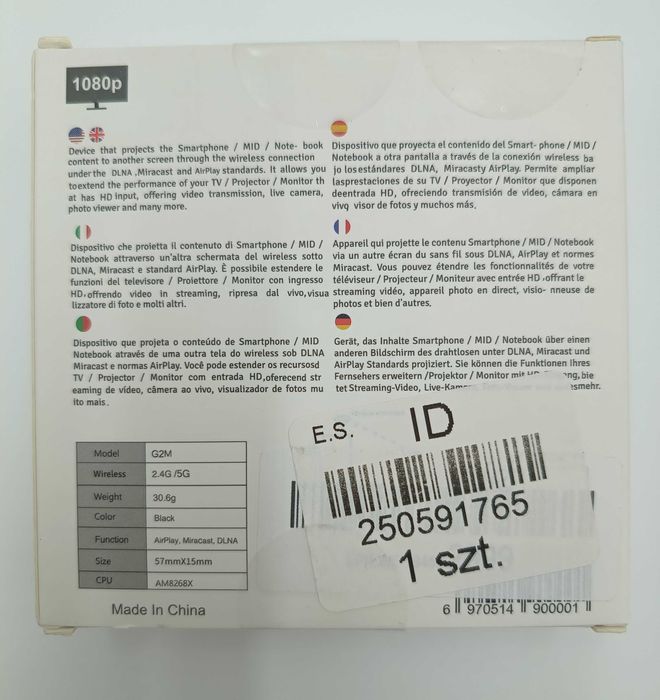 1080p
Device that projects the Smartphone / MID / Note- book
content to another screen through the wireless connection
under the DLNA ,Miracast and AirPlay standards. It allows you
toextend the performance of your TV / Projector / Monitor th
at has HD input, offering video transmission, live camera,
photo viewer and many more.
Dispositivo que proyecta el contenido del Smart- phone / MID /
Notebook a otra pantalla a través de la conexión wireless ba
jo losestándares DLNA, Miracasty AirPlay. Permite ampliar
lasprestaciones de su TV / Proyector / Monitor que disponen
deentrada HD, ofreciendo transmisión de video, cámara en
vivq visor de fotos y muchos más.
Dispositivo che proietta il contenuto di Smartphone / MID /
Notebook attraverso un'altra schermata del wireless sotto
DLNA, Miracast e standard AirPlay. È possibile estendere le
funzioni del televisore / Proiettore / Monitor con ingresso
HD,offrendo video in streaming, ripresa dal vivo,visua
lizzatore di foto e molti altri.
Appareil qui projette le contenu Smartphone / MID / Notebook
via un autre écran du sans fil sous DLNA, AirPlay et normes
Miracast. Vous pouvez étendre les fonctionnalités de votre
téléviseur / Projecteur / Moniteur avec entrée HD ,offrant le
streaming vidéo, appareil photo en direct, visio- nneuse de
photos et bien d'autres.
Dispositivo que projeta o conteúdo de Smartphone / MID /
Notebook através de uma outra tela do wireless sob DLNA
Miracast e normas AirPlay. Você pode estender os recursosd
TV / Projector / Monitor com entrada HD,oferecend str
eaming de vídeo, câmera ao vivo, visualizador de fotos mu
ito mais.
Gerät, das Inhalte Smartphone / MID / Notebook über einen
anderen Bildschirm des drahtlosen unter DLNA, Miracast und
AirPlay Standards projiziert. Sie können die Funktionen Ihres
Fernsehers erweitern /Projektor / Monitor mit bie
tet Streaming-Video,
Model G2M
Wireless 2.4G /5G
Weight 30.6g
Color Black
Function AirPlay, Miracast, DLNA
Size 57mmX15mm
CPU AM8268X
Made In China
E.S. ID
250591765
1 szt.
6 970514 900001